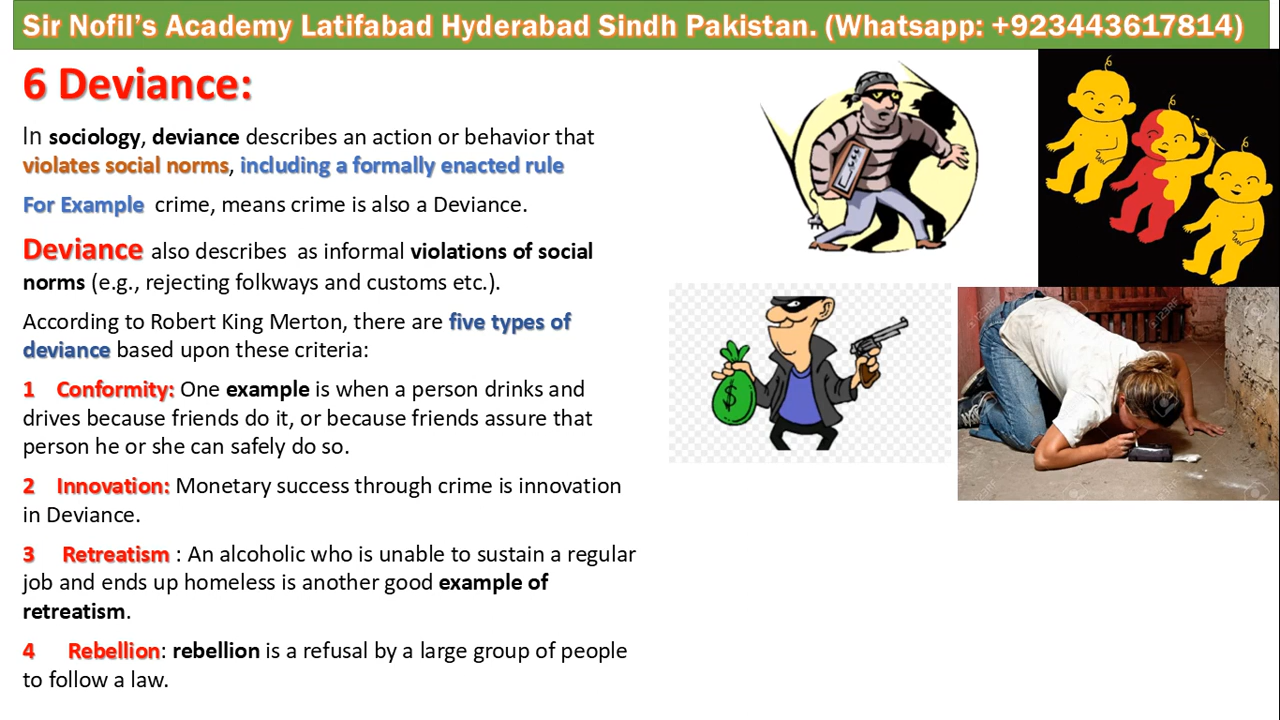 Sir Nofil's Academy Latifabad Hyderabad Sindh Pakistan. (Whatsapp: +923443617814)
6 Deviance:
In sociology, deviance describes an action or behavior that
violates social norms, including a formally enacted rule
For Example crime, means crime is also a Deviance.
Deviance also describes as informal violations of social
norms (e.g., rejecting folkways and customs etc.).
According to Robert King Merton, there are five types of
deviance based upon these criteria:
1 Conformity: One example is when a person drinks and
drives because friends do it, or because friends assure that
person he or she can safely do so.
2 Innovation: Monetary success through crime is innovation
in Deviance.
3 Retreatism : An alcoholic who is unable to sustain a regular
job and ends up homeless is another good example of
retreatism.
4 Rebellion: rebellion is a refusal by a large group of people
to follow a law.
$
123RF
123RF